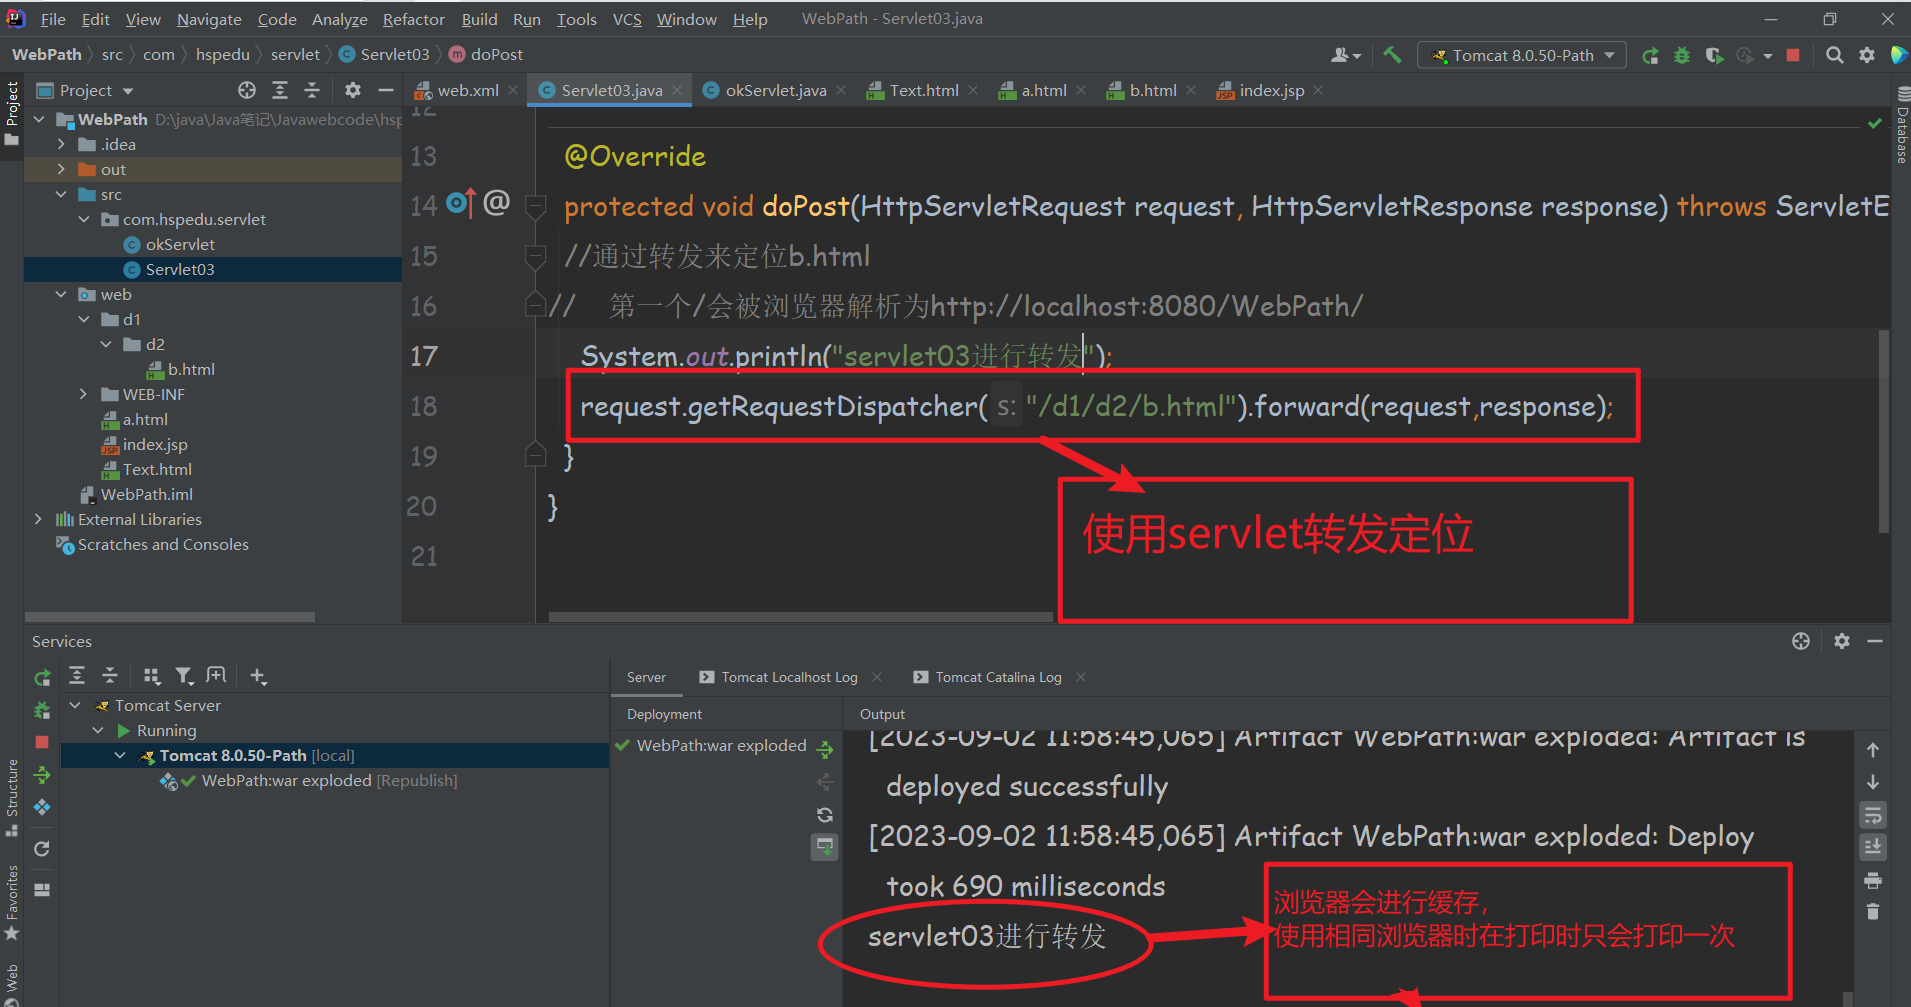 File Edit View Navigate Code Analyze Refactor Build Run Tools VCS Window Help WebPath - Servlet03.java
WebPath src com hspedu servlet Servlet03 doPost
Tomcat 8.0.50-Path
Project
Project
web.xml Servlet03.java okServlet.java Text.html a.html b.html index.jsp
Database
WebPath D:\java\Java笔记\Javawebcode\hsp
.idea
out
src
com.hspedu.servlet
okServlet
Servlet03
web
d1
d2
b.html
WEB-INF
a.html
index.jsp
Text.html
WebPath.iml
External Libraries
Scratches and Consoles
12
13 @Override
14 @ protected void doPost(HttpServletRequest request, HttpServletResponse response) throws ServletE
15 //通过转发来定位b.html
16 // 第一个/会被浏览器解析为http://localhost:8080/WebPath/
17 System.out.println("servlet03进行转发");
18 request.getRequestDispatcher( s: "/d1/d2/b.html").forward(request,response);
19 }
20 }
21
使用servlet转发定位
Services
Structure
Favorites
Web
Tomcat Server
Running
Tomcat 8.0.50-Path [local]
WebPath:war exploded [Republish]
Server Tomcat Localhost Log Tomcat Catalina Log
Deployment Output
WebPath:war exploded
[2023-09-02 11:58:45,065] Artifact WebPath:war exploded: Artifact is
deployed successfully
[2023-09-02 11:58:45,065] Artifact WebPath:war exploded: Deploy
took 690 milliseconds
servlet03进行转发
浏览器会进行缓存，
使用相同浏览器时在打印时只会打印一次